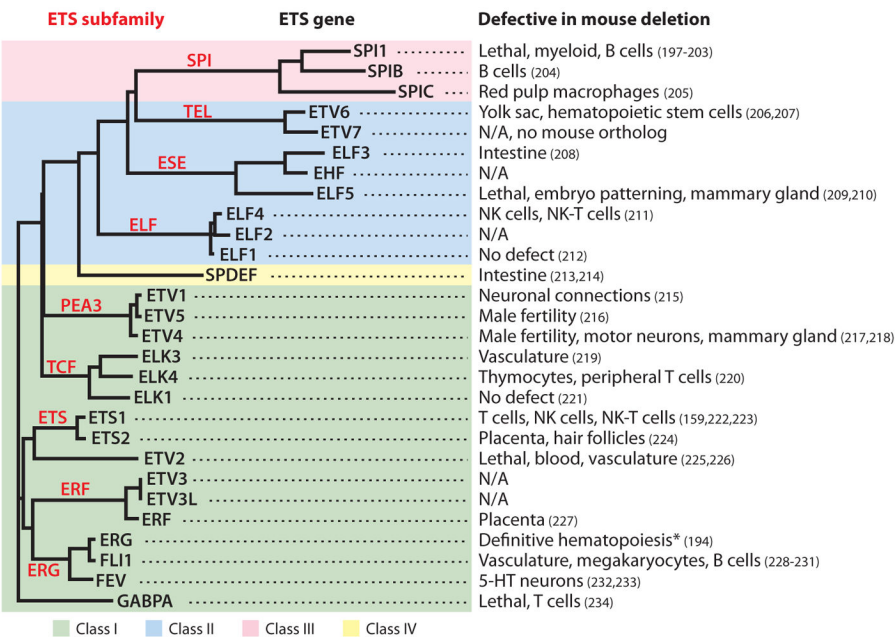 ETS subfamily ETS gene Defective in mouse deletion
SPI
SPI1 Lethal, myeloid, B cells (197-203)
SPIB B cells (204)
SPIC Red pulp macrophages (205)
TEL
ETV6 Yolk sac, hematopoietic stem cells (206,207)
ETV7 N/A, no mouse ortholog
ESE
ELF3 Intestine (208)
EHF N/A
ELF5 Lethal, embryo patterning, mammary gland (209,210)
ELF
ELF4 NK cells, NK-T cells (211)
ELF2 N/A
ELF1 No defect (212)
SPDEF Intestine (213,214)
PEA3
ETV1 Neuronal connections (215)
ETV5 Male fertility (216)
ETV4 Male fertility, motor neurons, mammary gland (217,218)
TCF
ELK3 Vasculature (219)
ELK4 Thymocytes, peripheral T cells (220)
ELK1 No defect (221)
ETS
ETS1 T cells, NK cells, NK-T cells (159,222,223)
ETS2 Placenta, hair follicles (224)
ETV2 Lethal, blood, vasculature (225,226)
ERF
ETV3 N/A
ETV3L N/A
ERF Placenta (227)
ERG
ERG Definitive hematopoiesis* (194)
FLI1 Vasculature, megakaryocytes, B cells (228-231)
FEV 5-HT neurons (232,233)
GABPA Lethal, T cells (234)
Class I Class II Class III Class IV